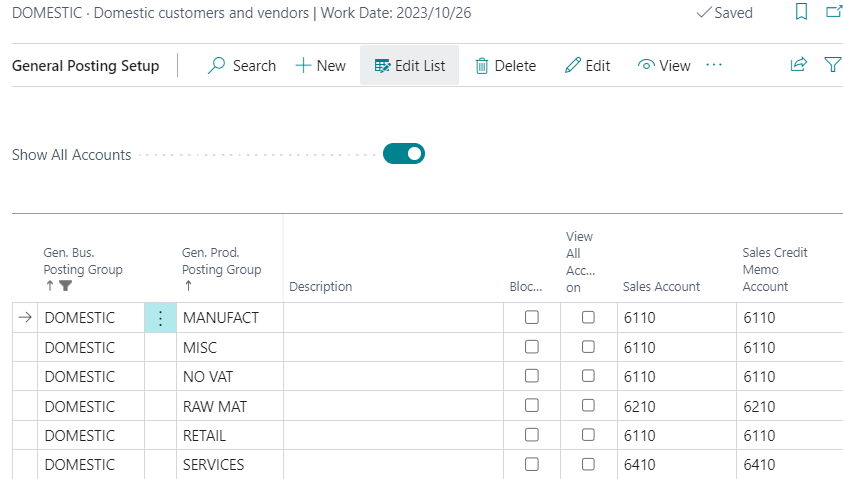 DOMESTIC · Domestic customers and vendors | Work Date: 2023/10/26 Saved
General Posting Setup Search New Edit List Delete Edit View ...
Show All Accounts
Gen. Bus. Posting Group Gen. Prod. Posting Group Description Bloc... View All Acc... on Sales Account Sales Credit Memo Account
DOMESTIC MANUFACT 6110 6110
DOMESTIC MISC 6110 6110
DOMESTIC NO VAT 6110 6110
DOMESTIC RAW MAT 6210 6210
DOMESTIC RETAIL 6110 6110
DOMESTIC SERVICES 6410 6410